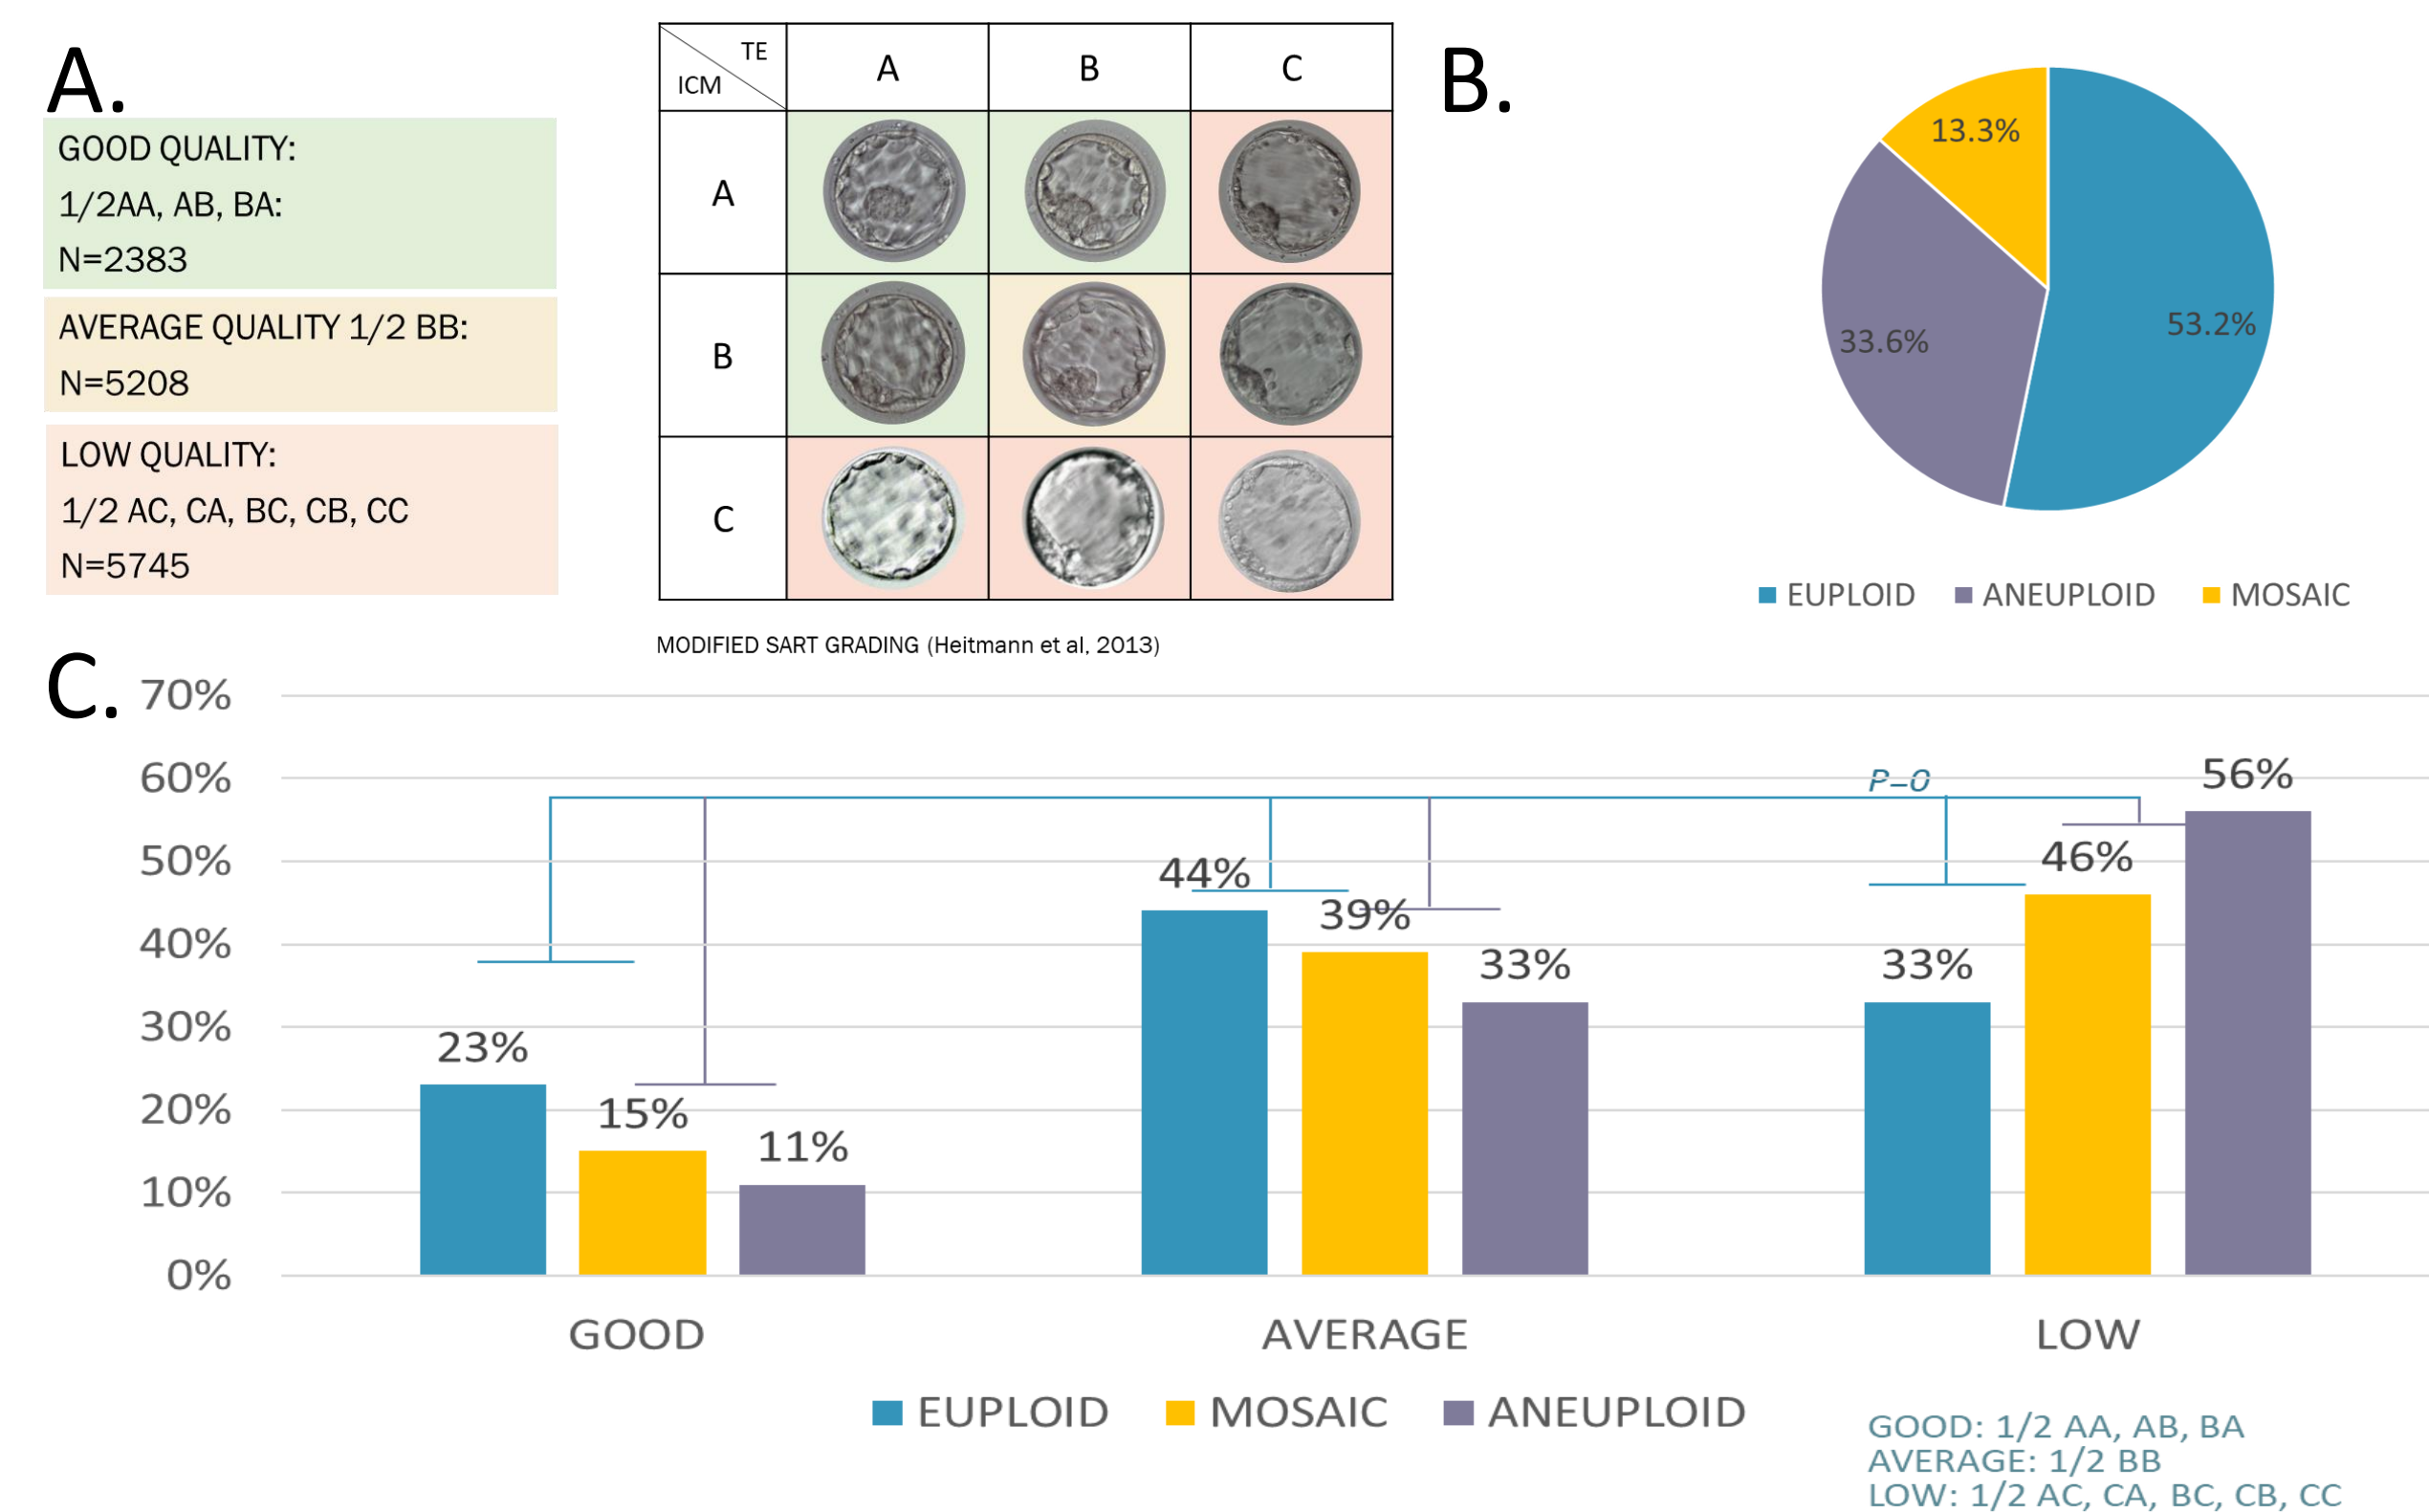 A.
GOOD QUALITY:
1/2AA, AB, BA:
N=2383
AVERAGE QUALITY 1/2 BB:
N=5208
LOW QUALITY:
1/2 AC, CA, BC, CB, CC
N=5745
TE
ICM
A B C
A
B
C
MODIFIED SART GRADING (Heitmann et al, 2013)
B.
13.3%
53.2%
33.6%
EUPLOID ANEUPLOID MOSAIC
C.
70%
60%
50%
40%
30%
20%
10%
0%
P=0
23%
15%
11%
44%
39%
33%
33%
46%
56%
GOOD AVERAGE LOW
EUPLOID MOSAIC ANEUPLOID
GOOD: 1/2 AA, AB, BA
AVERAGE: 1/2 BB
LOW: 1/2 AC, CA, BC, CB, CC